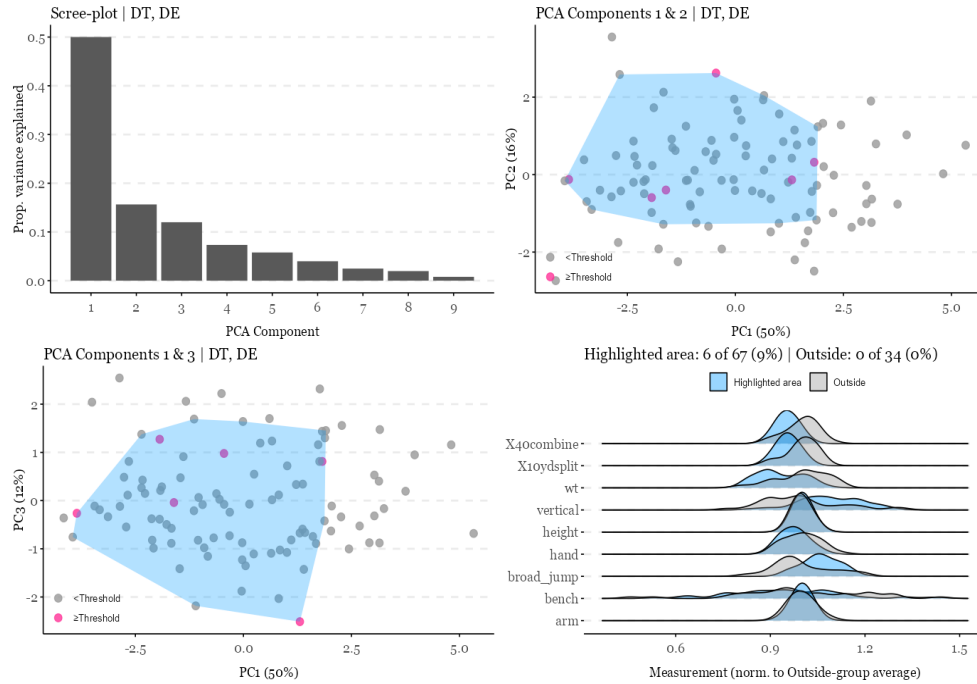 Scree-plot | DT, DE
Prop. variance explained
0.5
0.4
0.3
0.2
0.1
0.0
1 2 3 4 5 6 7 8 9
PCA Component
PCA Components 1 & 2 | DT, DE
PC2 (16%)
2
0
-2
<Threshold
≥Threshold
-2.5 0.0 2.5 5.0
PC1 (50%)
PCA Components 1 & 3 | DT, DE
PC3 (12%)
2
1
0
-1
-2
<Threshold
≥Threshold
-2.5 0.0 2.5 5.0
PC1 (50%)
Highlighted area: 6 of 67 (9%) | Outside: 0 of 34 (0%)
Highlighted area Outside
X40combine
X10ydsplit
wt
vertical
height
hand
broad_jump
bench
arm
0.6 0.9 1.2 1.5
Measurement (norm. to Outside-group average)